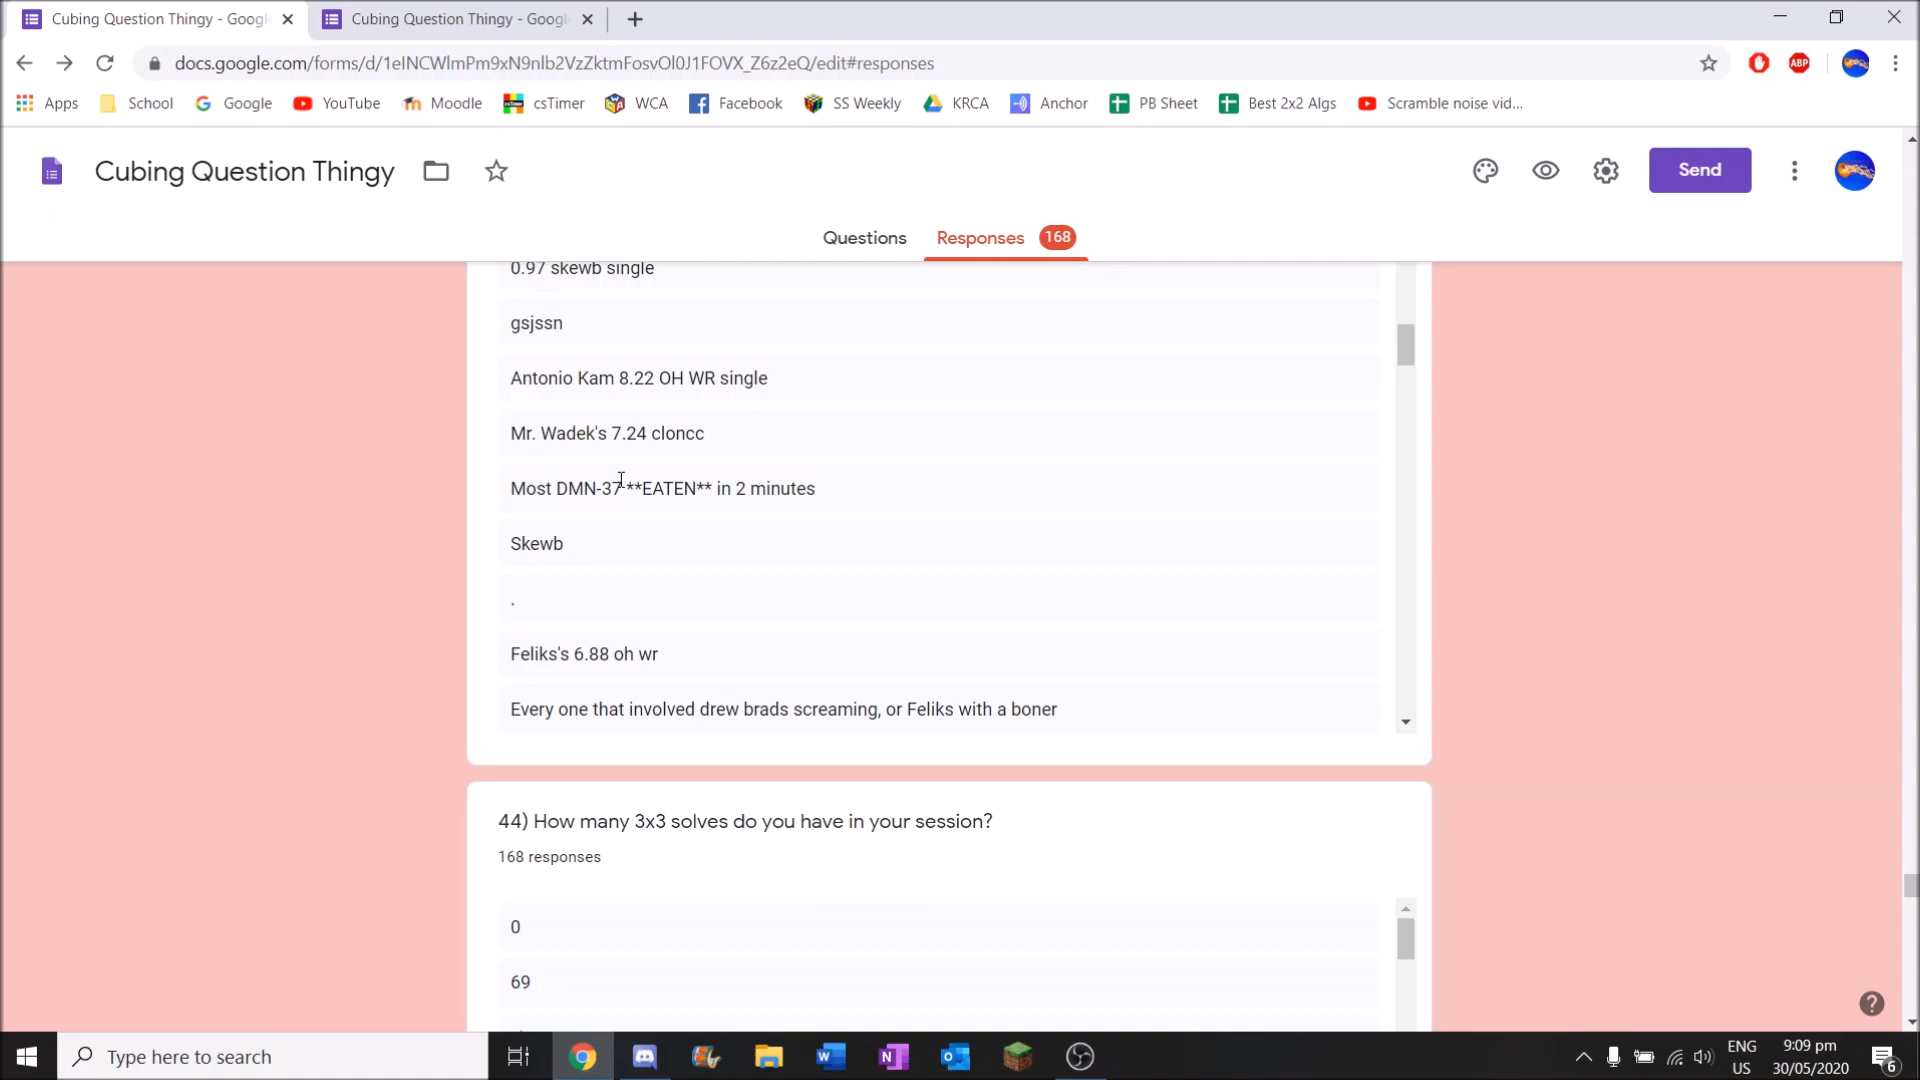 Cubing Question Thingy - Googl
Cubing Question Thingy - Googl
docs.google.com/forms/d/1eINCWlmPm9xN9nlb2VzZktmFosvOl0J1FOVX_Z6z2eQ/edit#responses
ABP
Apps School Google YouTube Moodle csTimer WCA Facebook SS Weekly KRCA Anchor PB Sheet Best 2x2 Algs Scramble noise vid...
Cubing Question Thingy
Send
Questions Responses 168
0.97 skewb single
gsjssn
Antonio Kam 8.22 OH WR single
Mr. Wadek's 7.24 cloncc
Most DMN-37 **EATEN** in 2 minutes
Skewb
.
Feliks's 6.88 oh wr
Every one that involved drew brads screaming, or Feliks with a boner
44) How many 3x3 solves do you have in your session?
168 responses
0
69
Type here to search
ENG
US
9:09 pm
30/05/2020
6